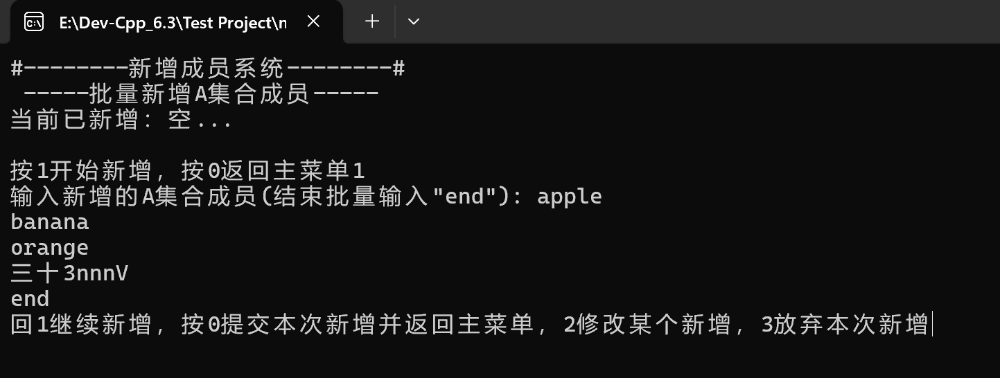 E:\Dev-Cpp_6.3\Test Project\n
#--------新增成员系统--------#
-----批量新增A集合成员-----
当前已新增: 空...
按1开始新增, 按0返回主菜单1
输入新增的A集合成员(结束批量输入"end"): apple
banana
orange
三十3nnnV
end
回1继续新增, 按0提交本次新增并返回主菜单, 2修改某个新增, 3放弃本次新增